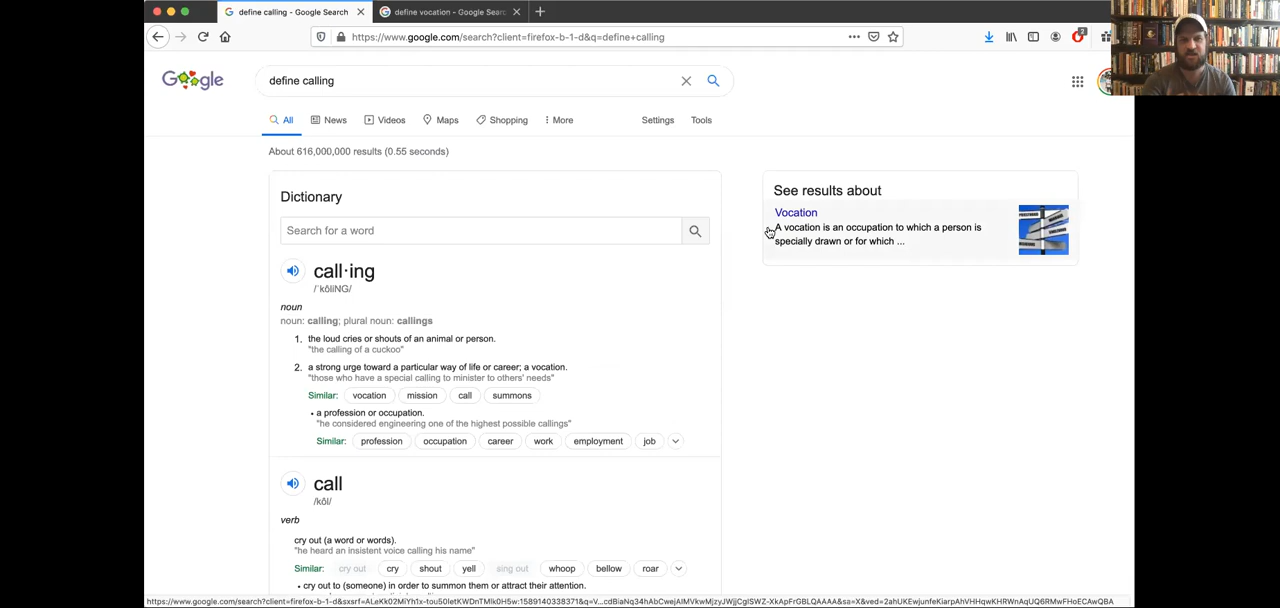 define calling - Google Search
define vocation - Google Searc
https://www.google.com/search?client=firefox-b-1-d&q=define+calling
2
Google
define calling
All
News
Videos
Maps
Shopping
More
Settings
Tools
About 616,000,000 results (0.55 seconds)
Dictionary
Search for a word
call·ing
/ˈkôliNG/
noun
noun: calling; plural noun: callings
1. the loud cries or shouts of an animal or person.
"the calling of a cuckoo"
2. a strong urge toward a particular way of life or career; a vocation.
"those who have a special calling to minister to others' needs"
Similar: vocation mission call summons
• a profession or occupation.
"he considered engineering one of the highest possible callings"
Similar: profession occupation career work employment job
call
/kôl/
verb
cry out (a word or words).
"he heard an insistent voice calling his name"
Similar: cry out cry shout yell sing out whoop bellow roar
• cry out to (someone) in order to summon them or attract their attention.
See results about
Vocation
A vocation is an occupation to which a person is
specially drawn or for which ...